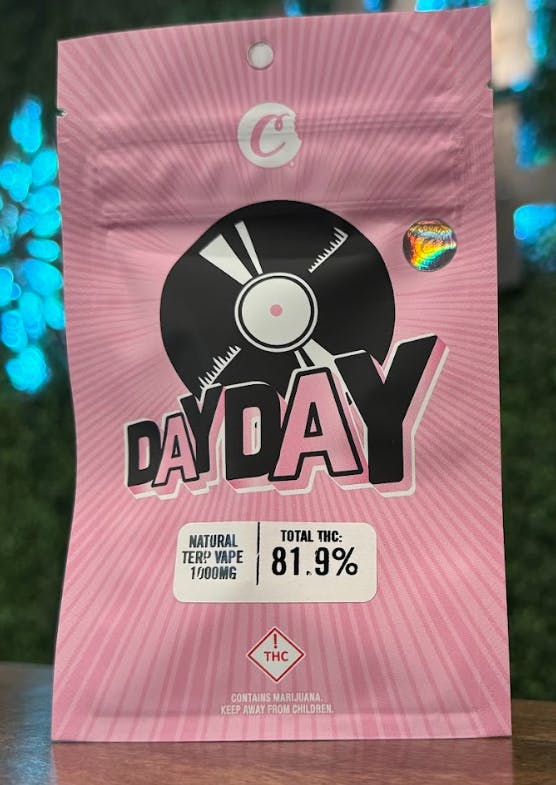 C
DAYDAY
NATURAL
TERP VAPE
1000MG
TOTAL THC:
81.9%
!
THC
CONTAINS MARIJUANA.
KEEP AWAY FROM CHILDREN.